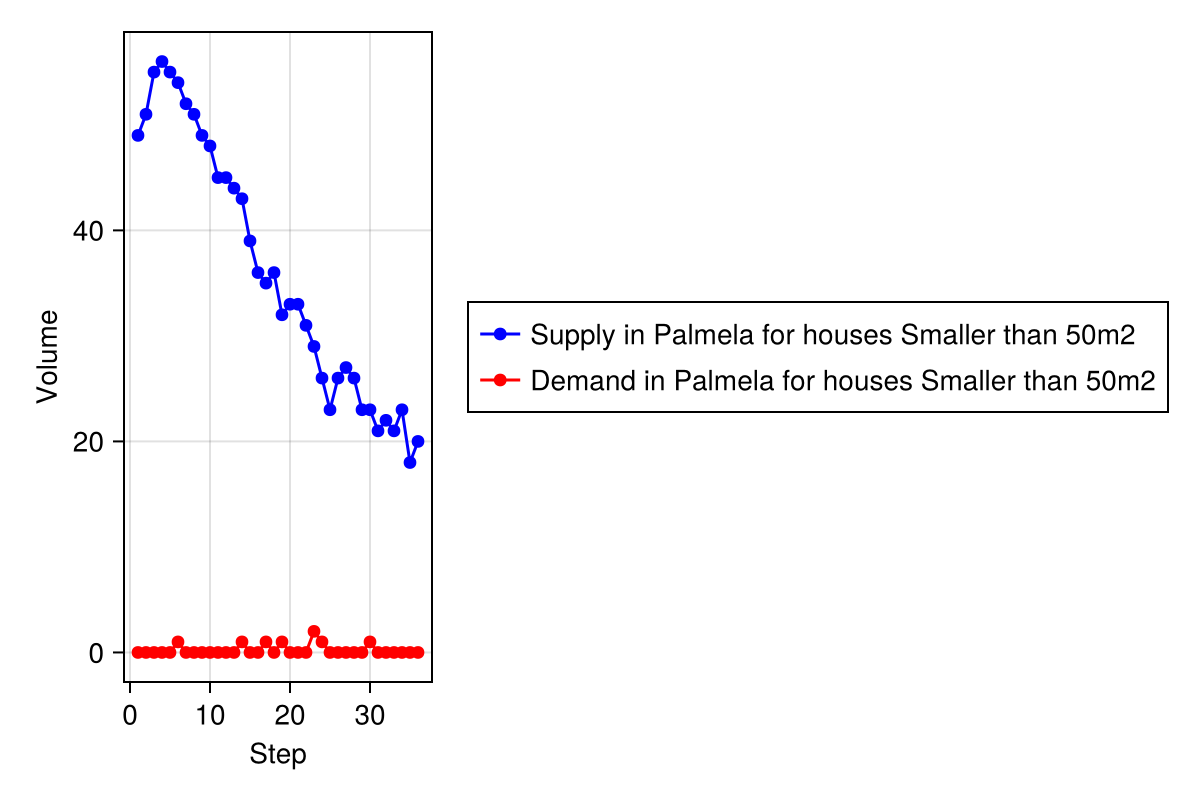 40
20
0
Volume
0 10 20 30
Step
Supply in Palmela for houses Smaller than 50m2
Demand in Palmela for houses Smaller than 50m2